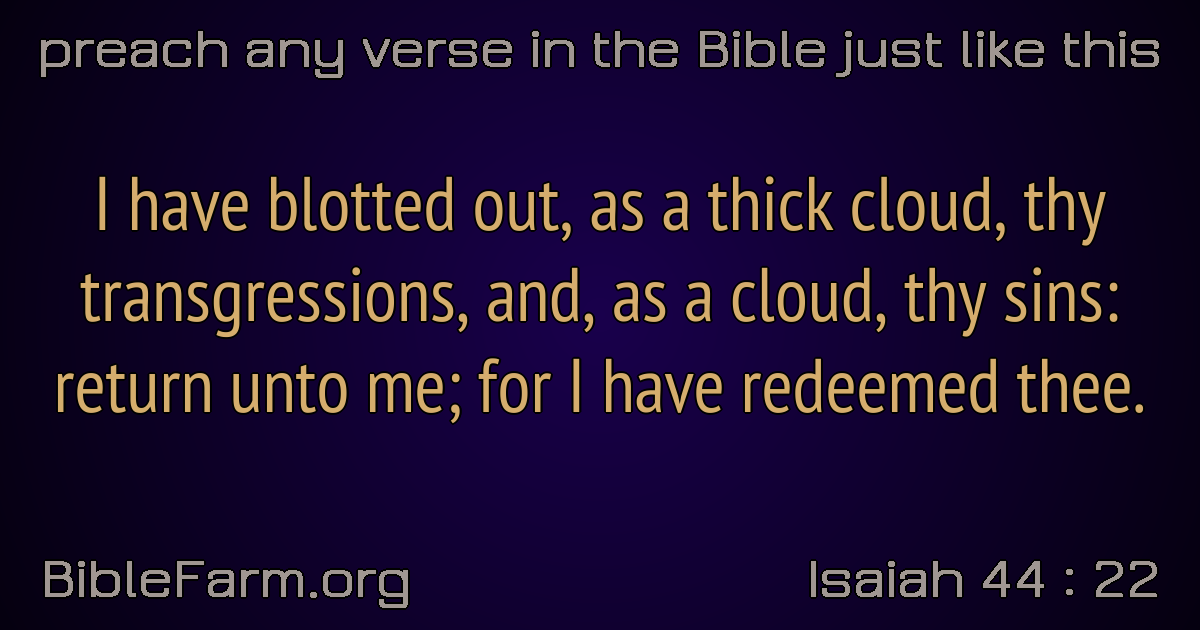 preach any verse in the Bible just like this
I have blotted out, as a thick cloud, thy
transgressions, and, as a cloud, thy sins:
return unto me; for I have redeemed thee.
BibleFarm.org
Isaiah 44 : 22